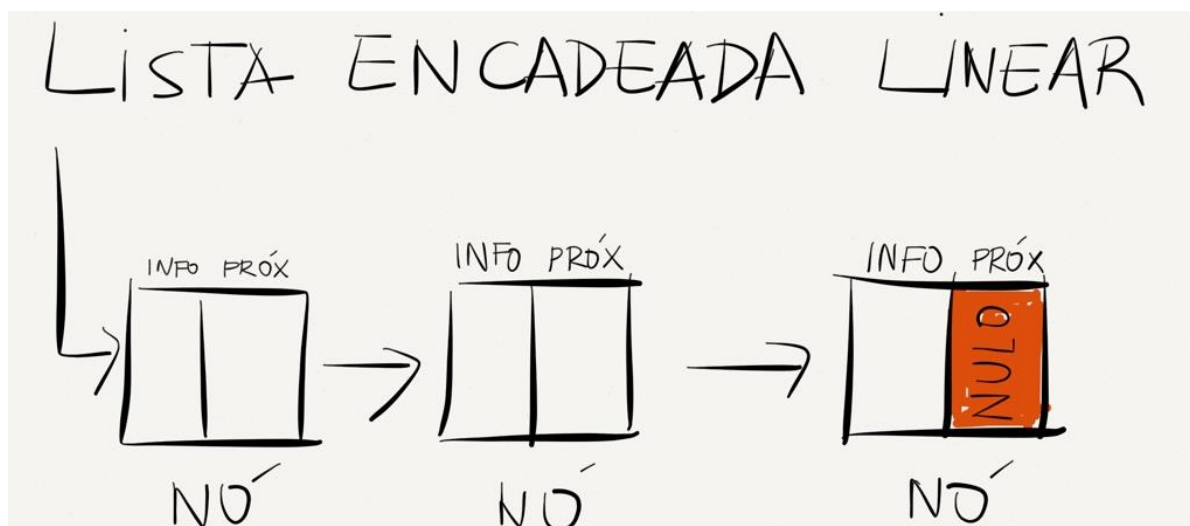 LISTA ENCADEADA LINEAR
INFO PRÓX INFO PRÓX INFO PRÓX
NULO
NÓ NÓ NÓ